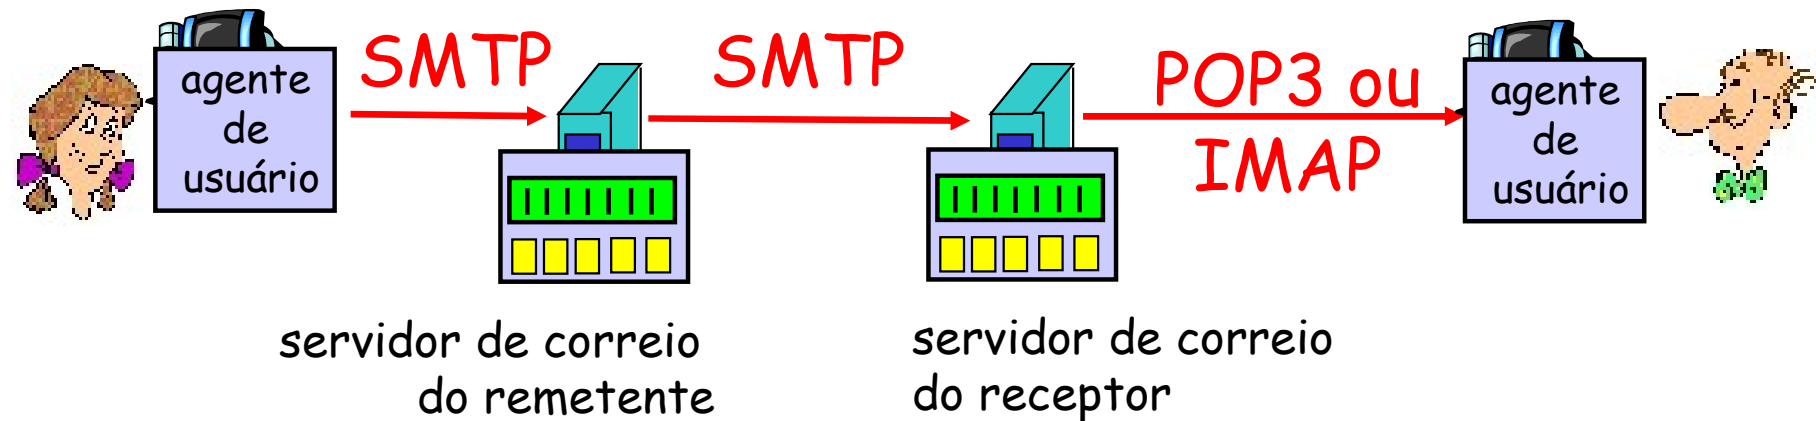 agente
de
usuário
SMTP
SMTP
POP3 ou
IMAP
agente
de
usuário
servidor de correio
do remetente
servidor de correio
do receptor